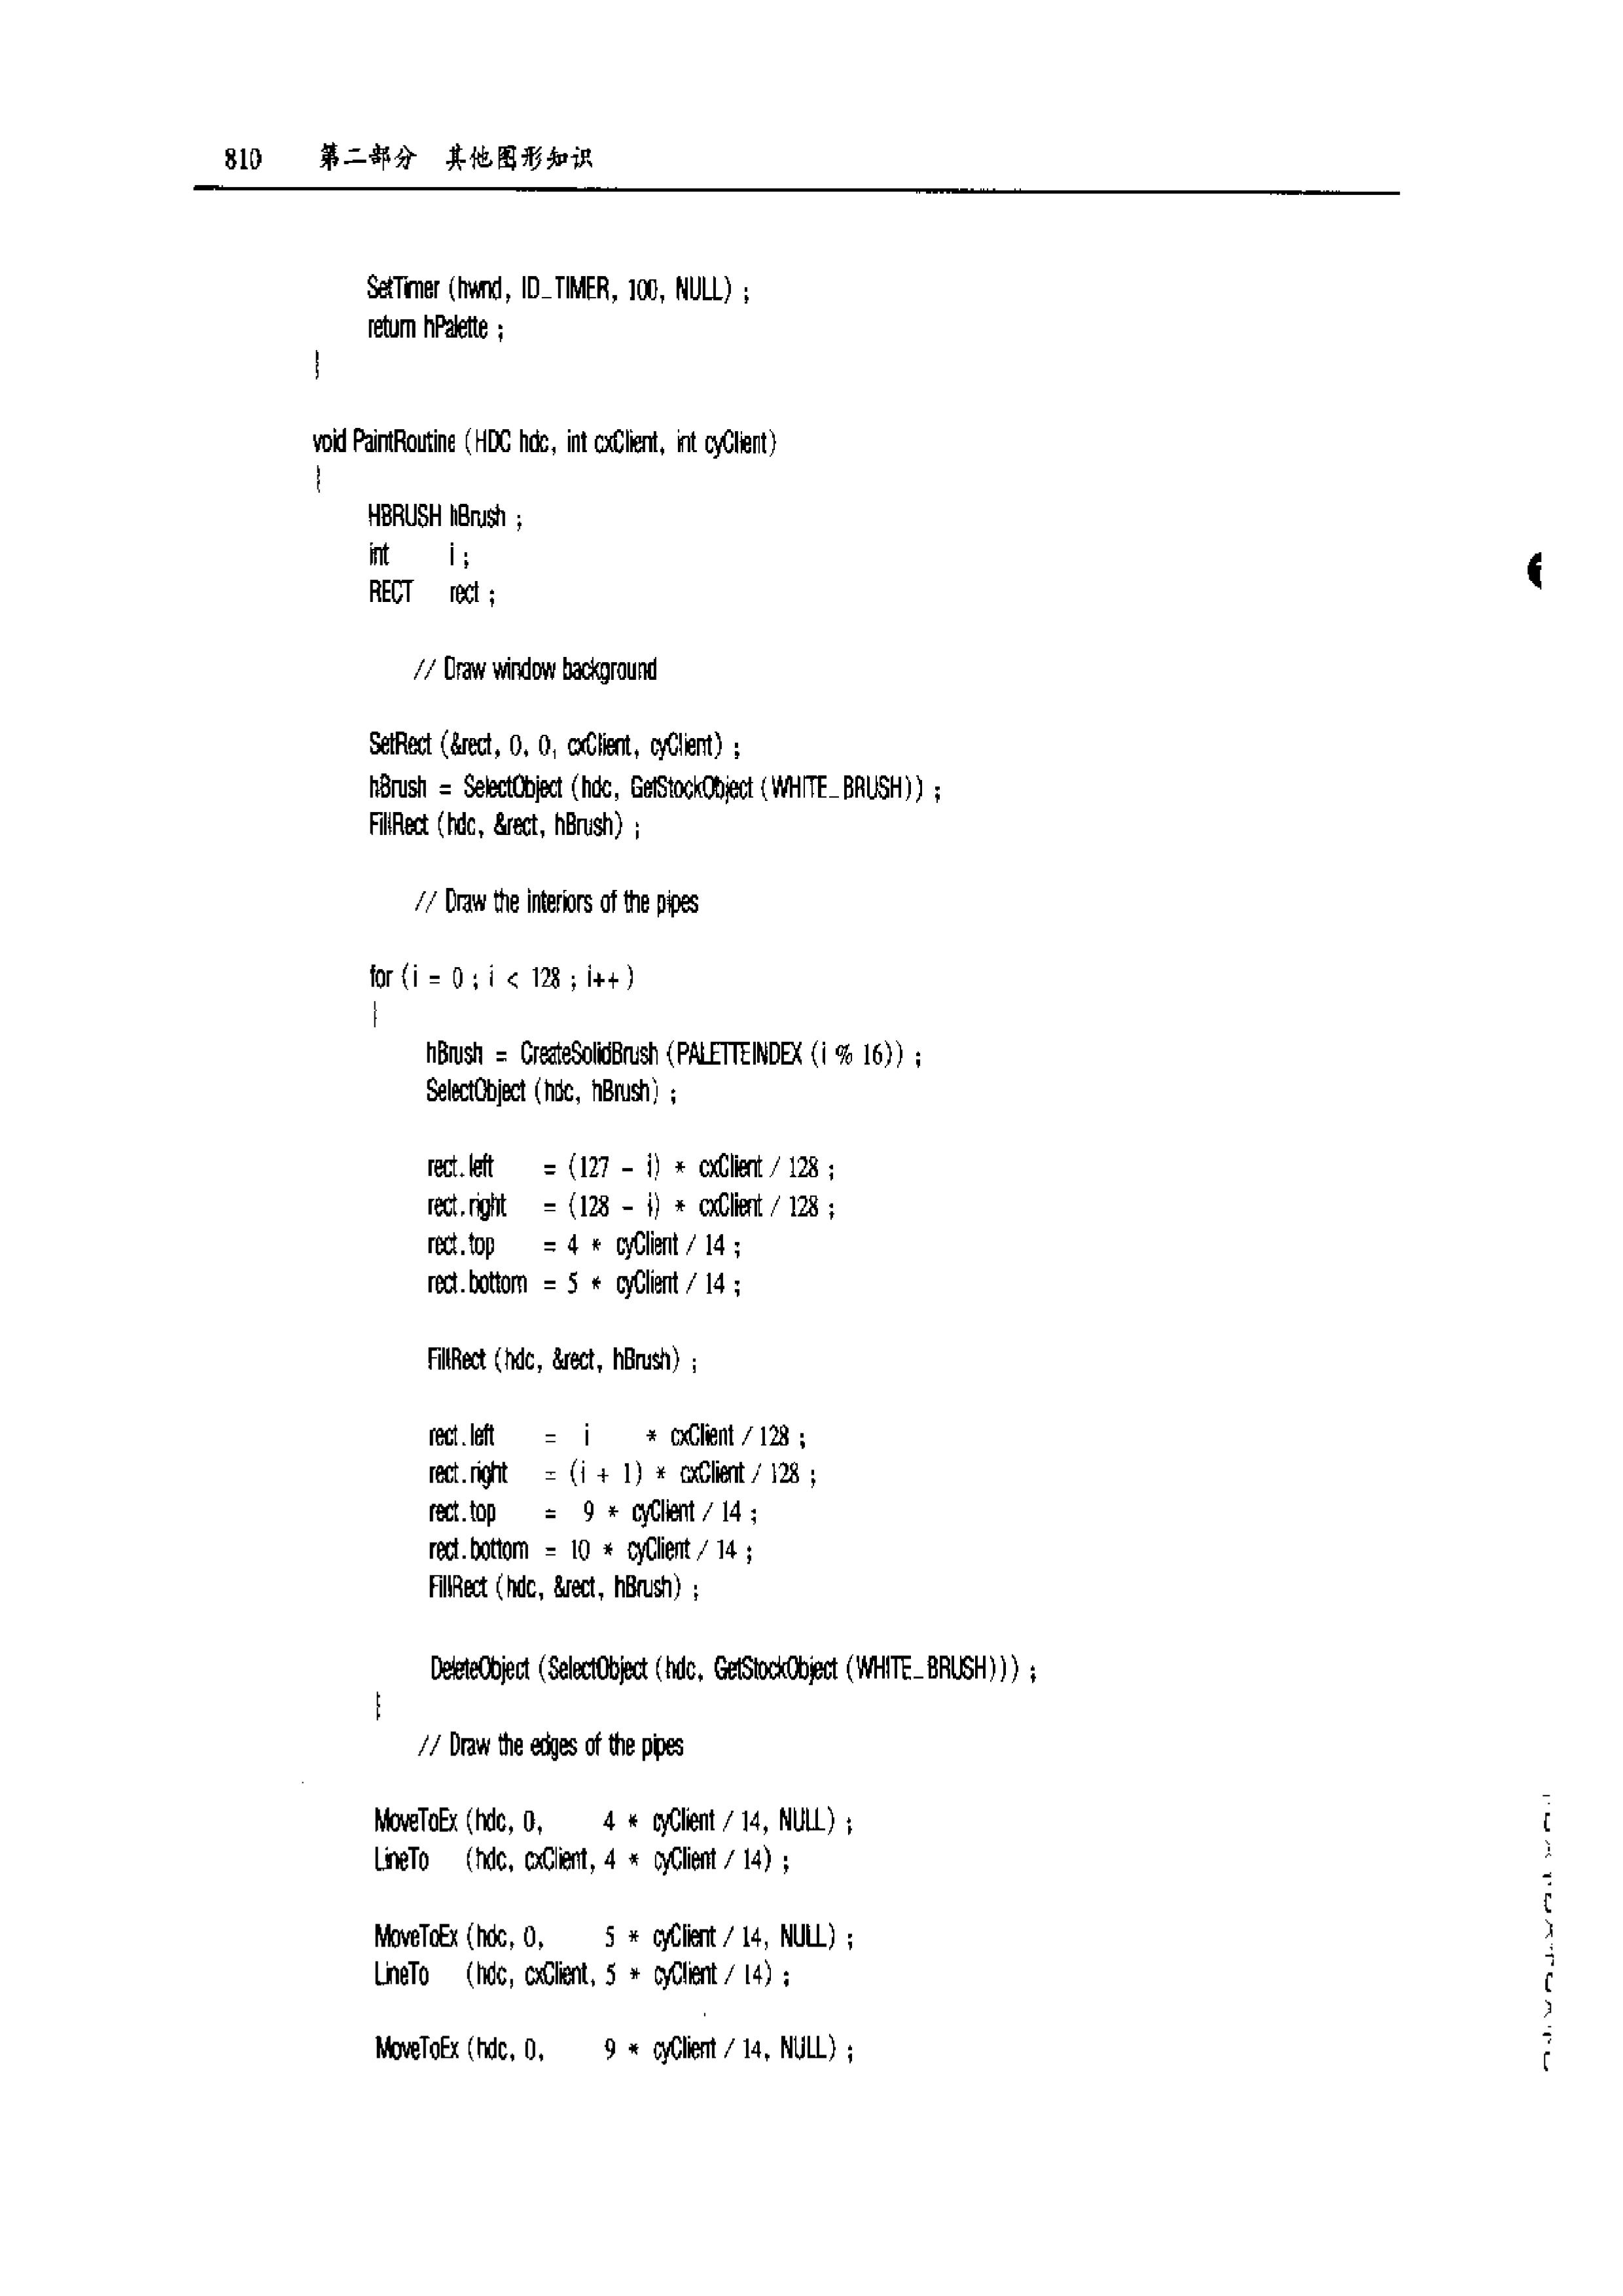 810 第二部分 其他图形知识
SetTimer (hwnd, ID_TIMER, 100, NULL) ;
return hPalette ;
}
void PaintRoutine (HDC hdc, int cxClient, int cyClient)
{
HBRUSH hBrush ;
int i ;
RECT rect ;
// Draw window background
SetRect (&rect, 0, 0, cxClient, cyClient) ;
hBrush = SelectObject (hdc, GetStockObject (WHITE_BRUSH)) ;
FillRect (hdc, &rect, hBrush) ;
// Draw the interiors of the pipes
for (i = 0 ; i < 128 ; i++ )
{
hBrush = CreateSolidBrush (PALETTEINDEX (i % 16)) ;
SelectObject (hdc, hBrush) ;
rect.left = (127 - i) * cxClient / 128 ;
rect.right = (128 - i) * cxClient / 128 ;
rect.top = 4 * cyClient / 14 ;
rect.bottom = 5 * cyClient / 14 ;
FillRect (hdc, &rect, hBrush) ;
rect.left = i * cxClient / 128 ;
rect.right = (i + 1) * cxClient / 128 ;
rect.top = 9 * cyClient / 14 ;
rect.bottom = 10 * cyClient / 14 ;
FillRect (hdc, &rect, hBrush) ;
DeleteObject (SelectObject (hdc, GetStockObject (WHITE_BRUSH))) ;
}
// Draw the edges of the pipes
MoveToEx (hdc, 0, 4 * cyClient / 14, NULL) ;
LineTo (hdc, cxClient, 4 * cyClient / 14) ;
MoveToEx (hdc, 0, 5 * cyClient / 14, NULL) ;
LineTo (hdc, cxClient, 5 * cyClient / 14) ;
MoveToEx (hdc, 0, 9 * cyClient / 14, NULL) ;